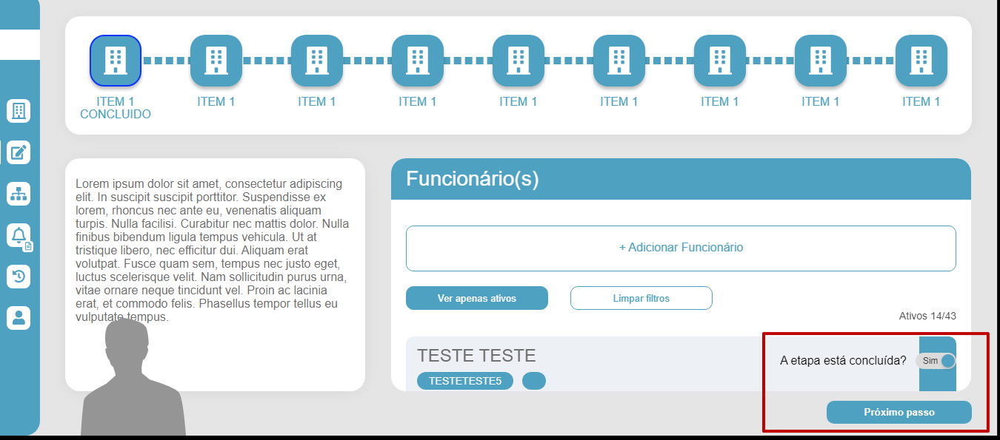 ITEM 1
CONCLUIDO
ITEM 1
ITEM 1
ITEM 1
ITEM 1
ITEM 1
ITEM 1
ITEM 1
ITEM 1
Lorem ipsum dolor sit amet, consectetur adipiscing
elit. In suscipit suscipit porttitor. Suspendisse ex
lorem, rhoncus nec ante eu, venenatis aliquam
turpis. Nulla facilisi. Curabitur nec mattis dolor. Nulla
finibus bibendum ligula tempus vehicula. Ut at
tristique libero, nec efficitur dui. Aliquam erat
volutpat. Fusce quam sem, tempus nec justo eget,
luctus scelerisque velit. Nam sollicitudin purus urna,
vitae ornare neque tincidunt vel. Proin ac lacinia
erat, et commodo felis. Phasellus tempor tellus eu
vulputate tempus.
Funcionário(s)
+ Adicionar Funcionário
Ver apenas ativos
Limpar filtros
Ativos 14/43
TESTE TESTE
TESTETESTE5
A etapa está concluída?
Sim
Próximo passo